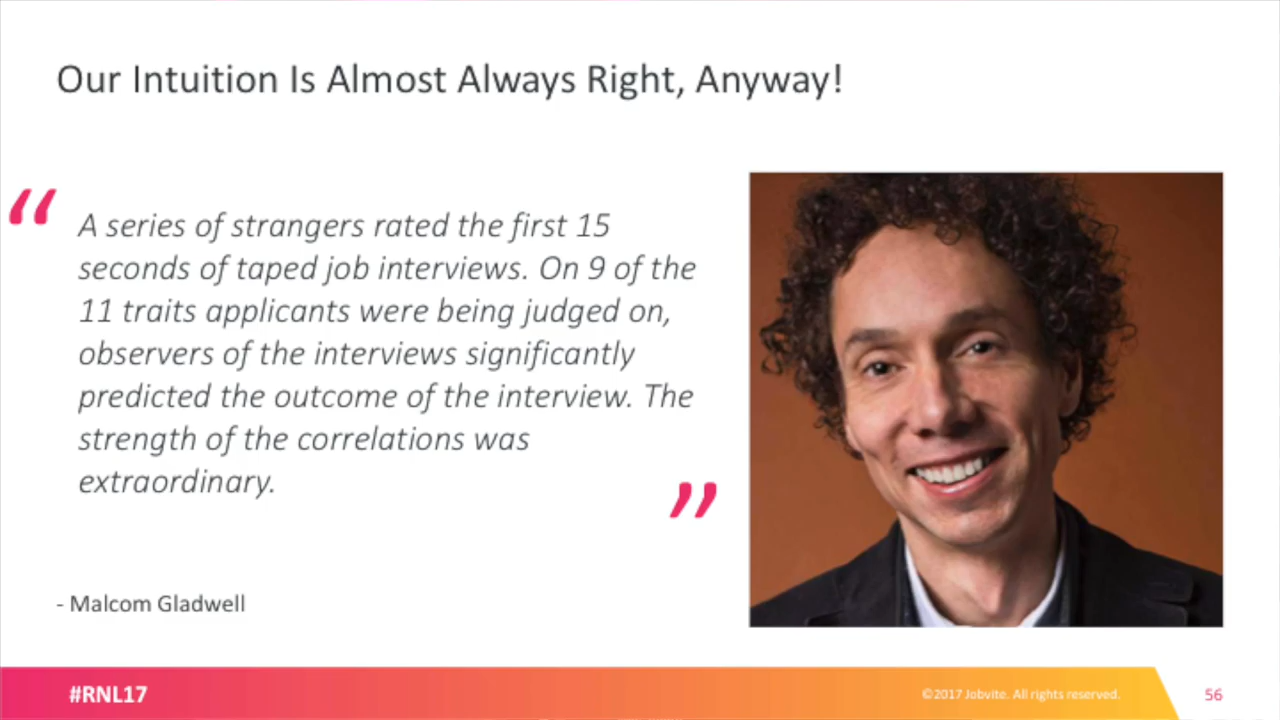 Our Intuition Is Almost Always Right, Anyway!
“
A series of strangers rated the first 15
seconds of taped job interviews. On 9 of the
11 traits applicants were being judged on,
observers of the interviews significantly
predicted the outcome of the interview. The
strength of the correlations was
extraordinary.
”
- Malcom Gladwell
#RNL17
©2017 Jobvite. All rights reserved.
56